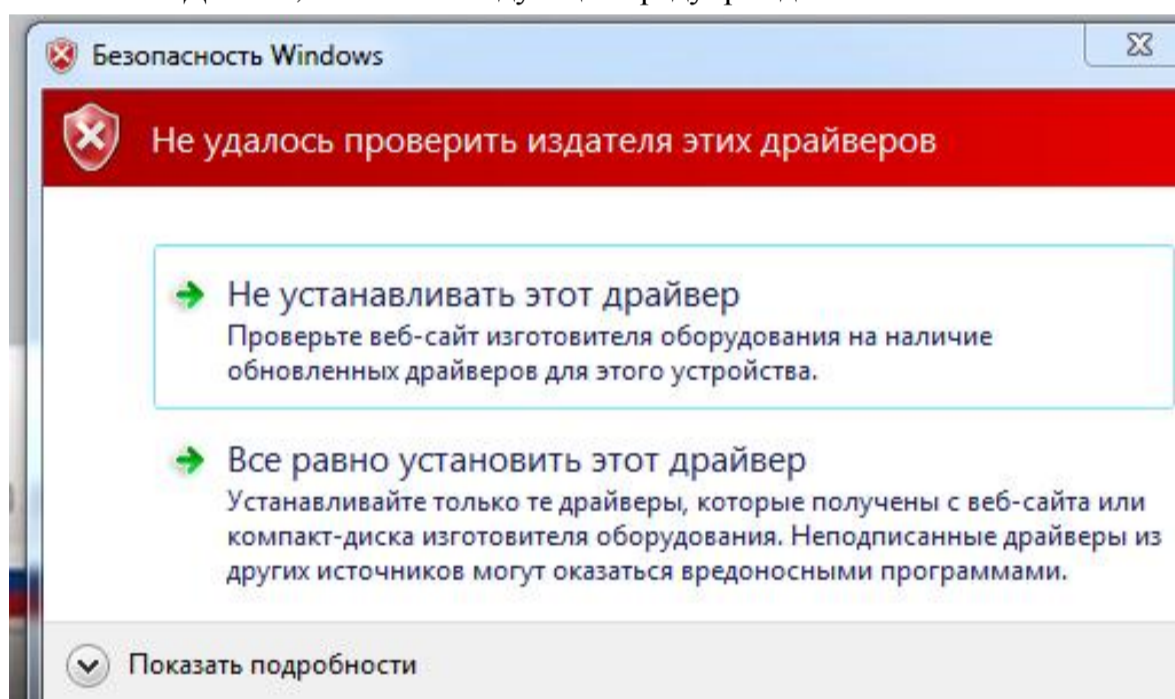 Безопасность Windows
Не удалось проверить издателя этих драйверов
Не устанавливать этот драйвер
Проверьте веб-сайт изготовителя оборудования на наличие
обновленных драйверов для этого устройства.
Все равно установить этот драйвер
Устанавливайте только те драйверы, которые получены с веб-сайта или
компакт-диска изготовителя оборудования. Неподписанные драйверы из
других источников могут оказаться вредоносными программами.
Показать подробности